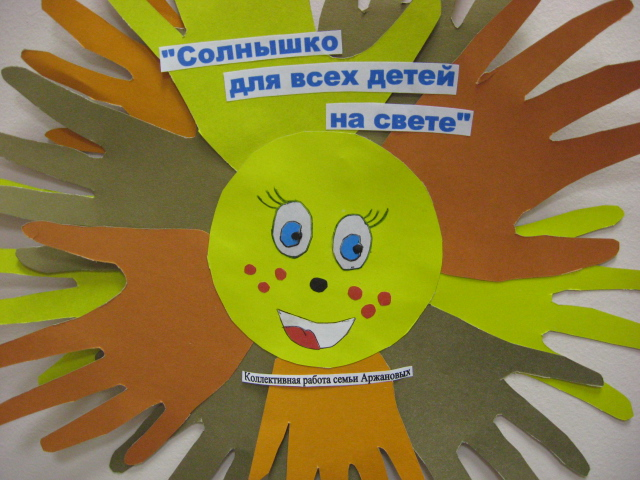 "Солнышко
для всех детей
на свете"
Коллективная работа семьи Аржановых